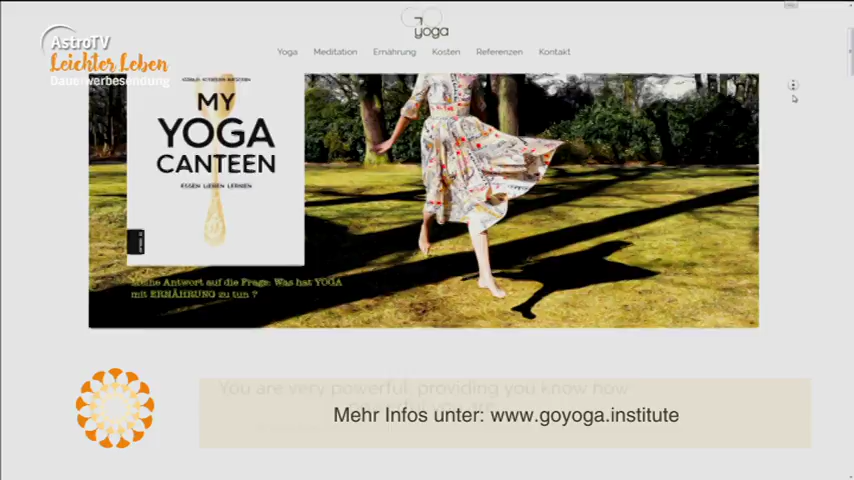 AstroTV
Leichter Leben
Dauerwerbesendung
GO
yoga
Yoga Meditation Ernährung Kosten Referenzen Kontakt
MY
YOGA
CANTEEN
ESSEN LIEBEN LERNEN
Meine Antwort auf die Frage: Was hat YOGA
mit ERNÄHRUNG zu tun ?
You are very powerful, providing you know how
Mehr Infos unter: www.goyoga.institute